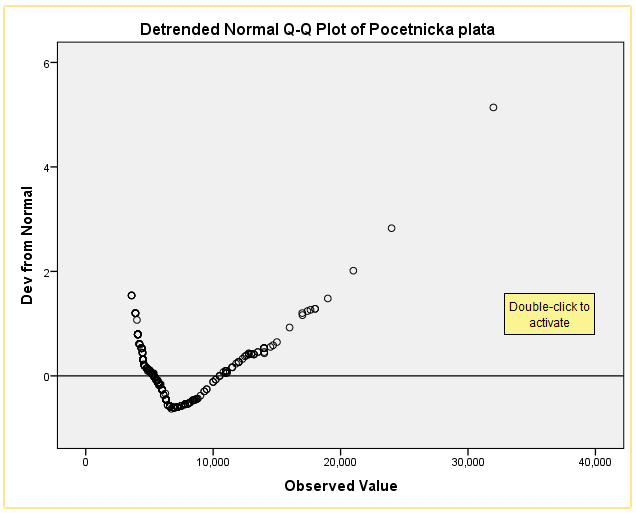 Detrended Normal Q-Q Plot of Pocetnicka plata
6
4
2
0
Dev from Normal
Double-click to
activate
0 10,000 20,000 30,000 40,000
Observed Value